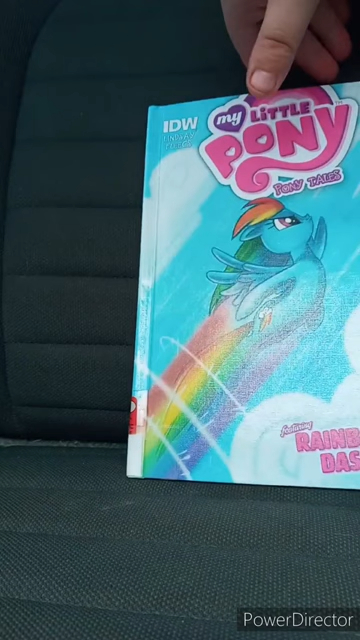 IDW
my LITTLE
PONY
PONY TALES
featuring
RAINB
DAS
PowerDirector